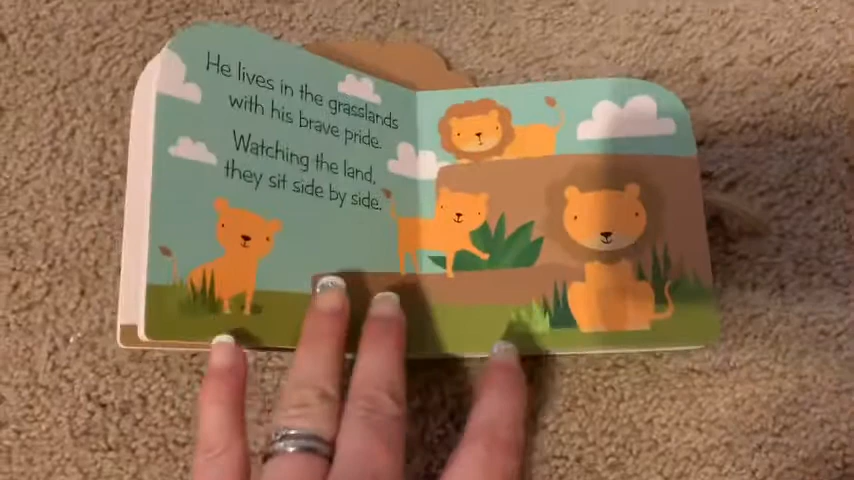 He lives in the grasslands
with his brave pride.
Watching the land,
they sit side by side.